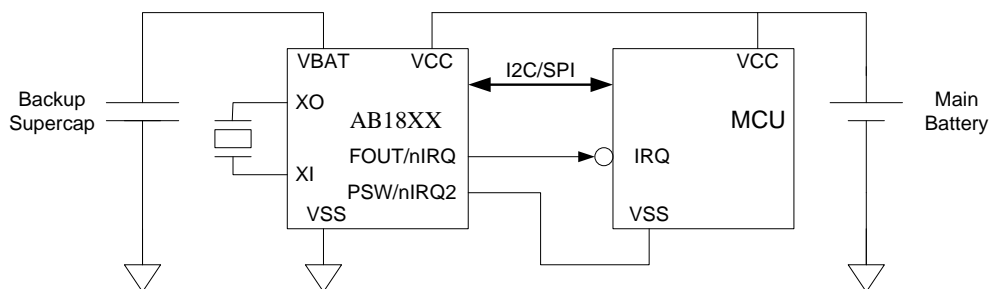 VBAT
VCC
VCC
I2C/SPI
Backup
Supercap
XO
AB18XX
MCU
Main
Battery
FOUT/nIRQ
IRQ
XI
PSW/nIRQ2
VSS
VSS